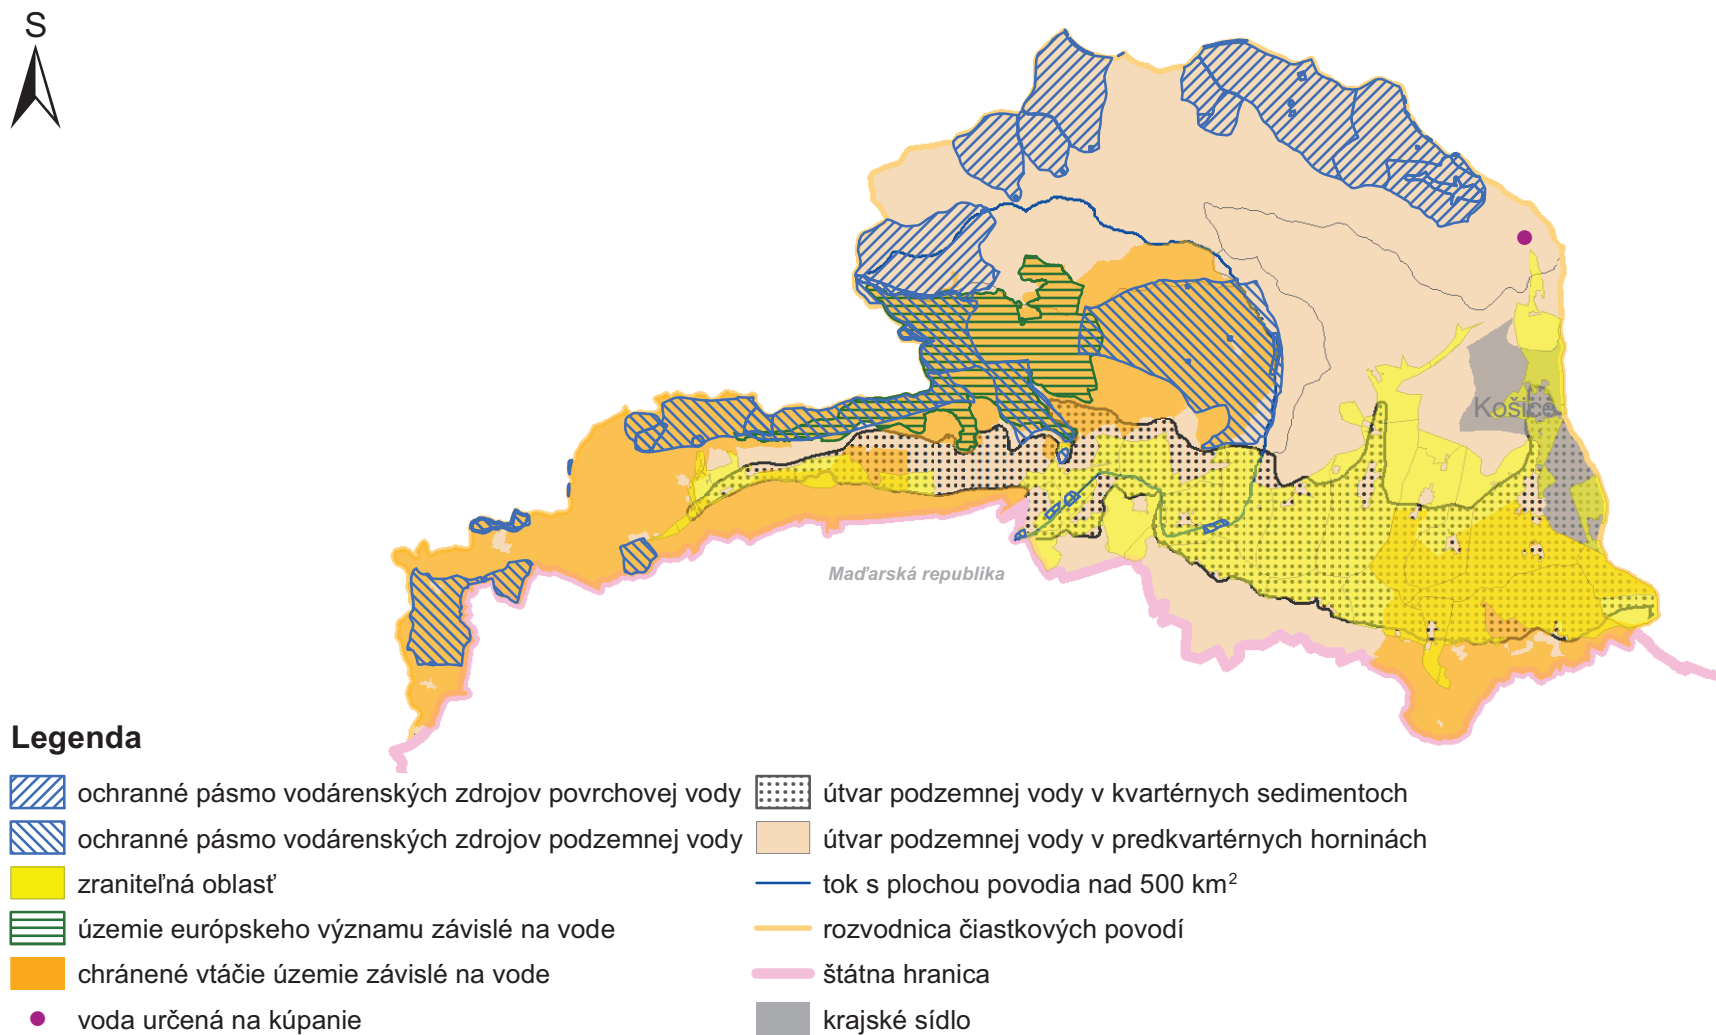 S
Košice
Maďarská republika
Legenda
ochranné pásmo vodárenských zdrojov povrchovej vody
ochranné pásmo vodárenských zdrojov podzemnej vody
zraniteľná oblasť
územie európskeho významu závislé na vode
chránené vtáčie územie závislé na vode
voda určená na kúpanie
útvar podzemnej vody v kvartérnych sedimentoch
útvar podzemnej vody v predkvartérnych horninách
tok s plochou povodia nad 500 km²
rozvodnica čiastkových povodí
štátna hranica
krajské sídlo